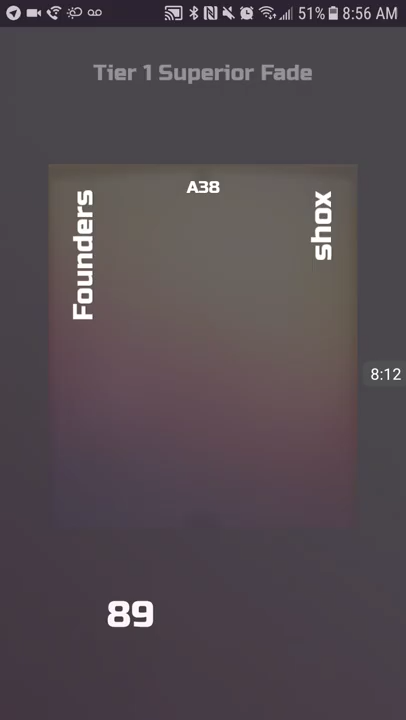 51% 8:56 AM
Tier 1 Superior Fade
A38
Founders
shox
8:12
89